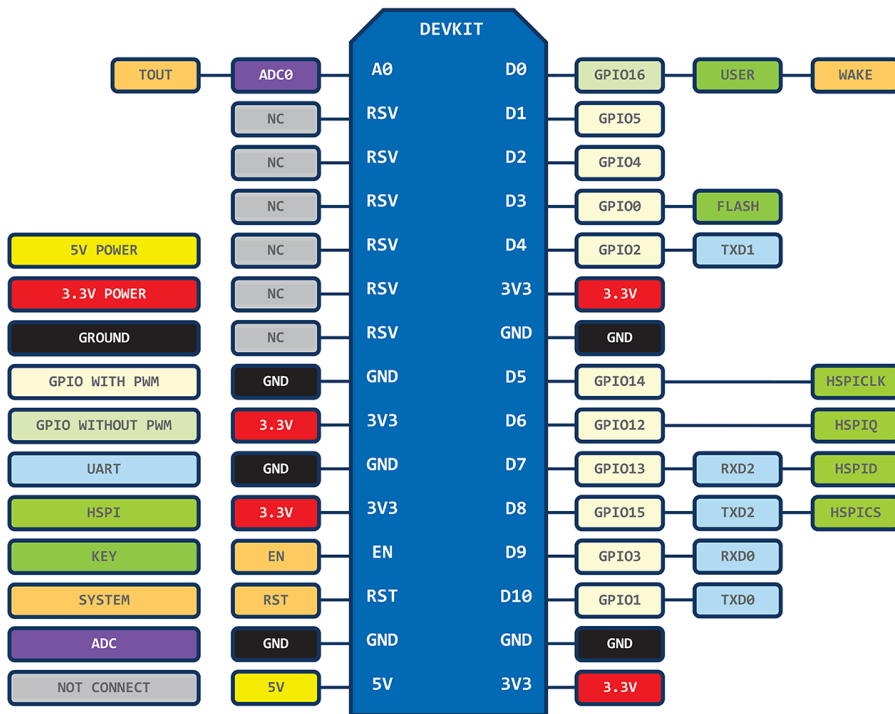 DEVKIT
TOUT ADC0 A0 D0 GPIO16 USER WAKE
NC RSV D1 GPIO5
NC RSV D2 GPIO4
NC RSV D3 GPIO0 FLASH
5V POWER NC RSV D4 GPIO2 TXD1
3.3V POWER NC RSV 3V3 3.3V
GROUND NC RSV GND GND
GPIO WITH PWM GND GND D5 GPIO14 HSPICLK
GPIO WITHOUT PWM 3.3V 3V3 D6 GPIO12 HSPIQ
UART GND GND D7 GPIO13 RXD2 HSPID
HSPI 3.3V 3V3 D8 GPIO15 TXD2 HSPICS
KEY EN EN D9 GPIO3 RXD0
SYSTEM RST RST D10 GPIO1 TXD0
ADC GND GND GND GND
NOT CONNECT 5V 5V 3V3 3.3V